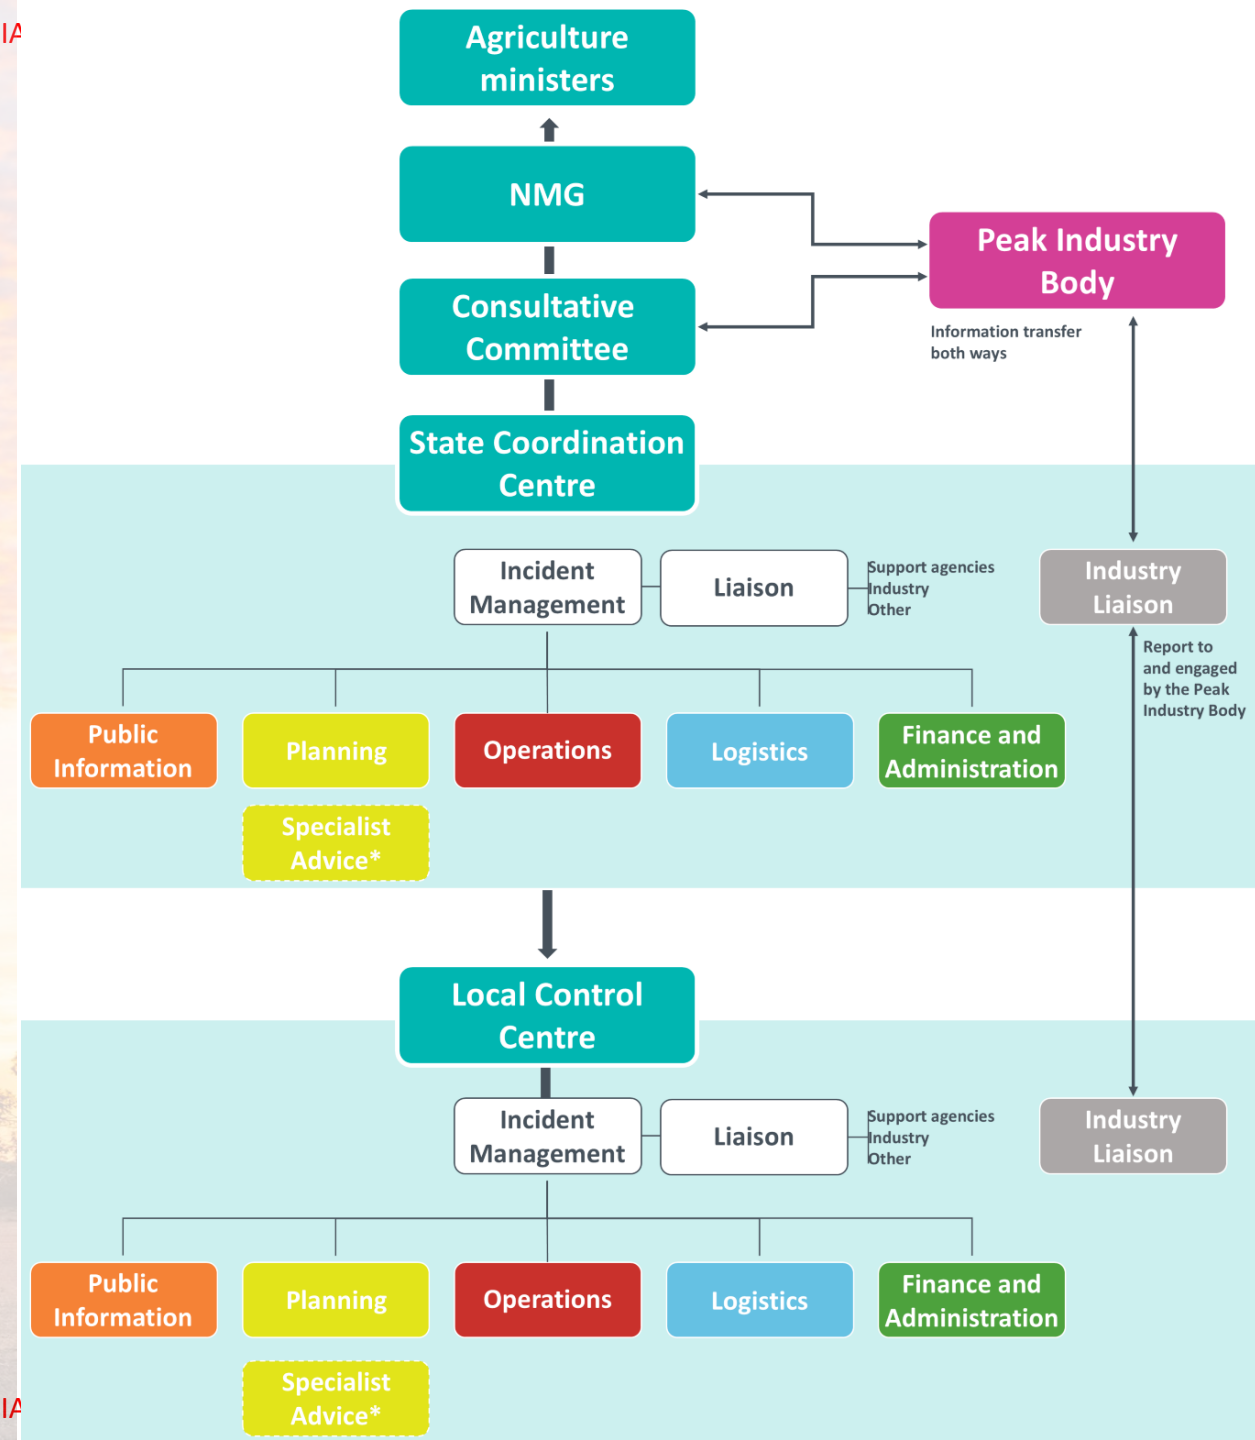 IA
Agriculture
ministers
NMG
Peak Industry
Body
Consultative
Committee
Information transfer
both ways
State Coordination
Centre
Incident
Management
Liaison
Support agencies
Industry
Other
Industry
Liaison
Report to
and engaged
by the Peak
Industry Body
Public
Information
Planning
Operations
Logistics
Finance and
Administration
Specialist
Advice*
Local Control
Centre
Incident
Management
Liaison
Support agencies
Industry
Other
Industry
Liaison
Public
Information
Planning
Operations
Logistics
Finance and
Administration
Specialist
Advice*
IA